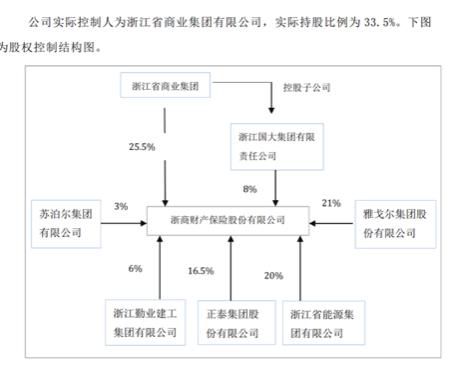 公司实际控制人为浙江省商业集团有限公司，实际持股比例为 33.5%。下图
为股权控制结构图。
浙江省商业集团
控股子公司
浙江国大集团有限
责任公司
25.5%
8%
苏泊尔集团
有限公司
3%
浙商财产保险股份有限公司
21%
雅戈尔集团股
份有限公司
6%
16.5%
20%
浙江勤业建工
集团有限公司
正泰集团股
份有限公司
浙江省能源集
团有限公司